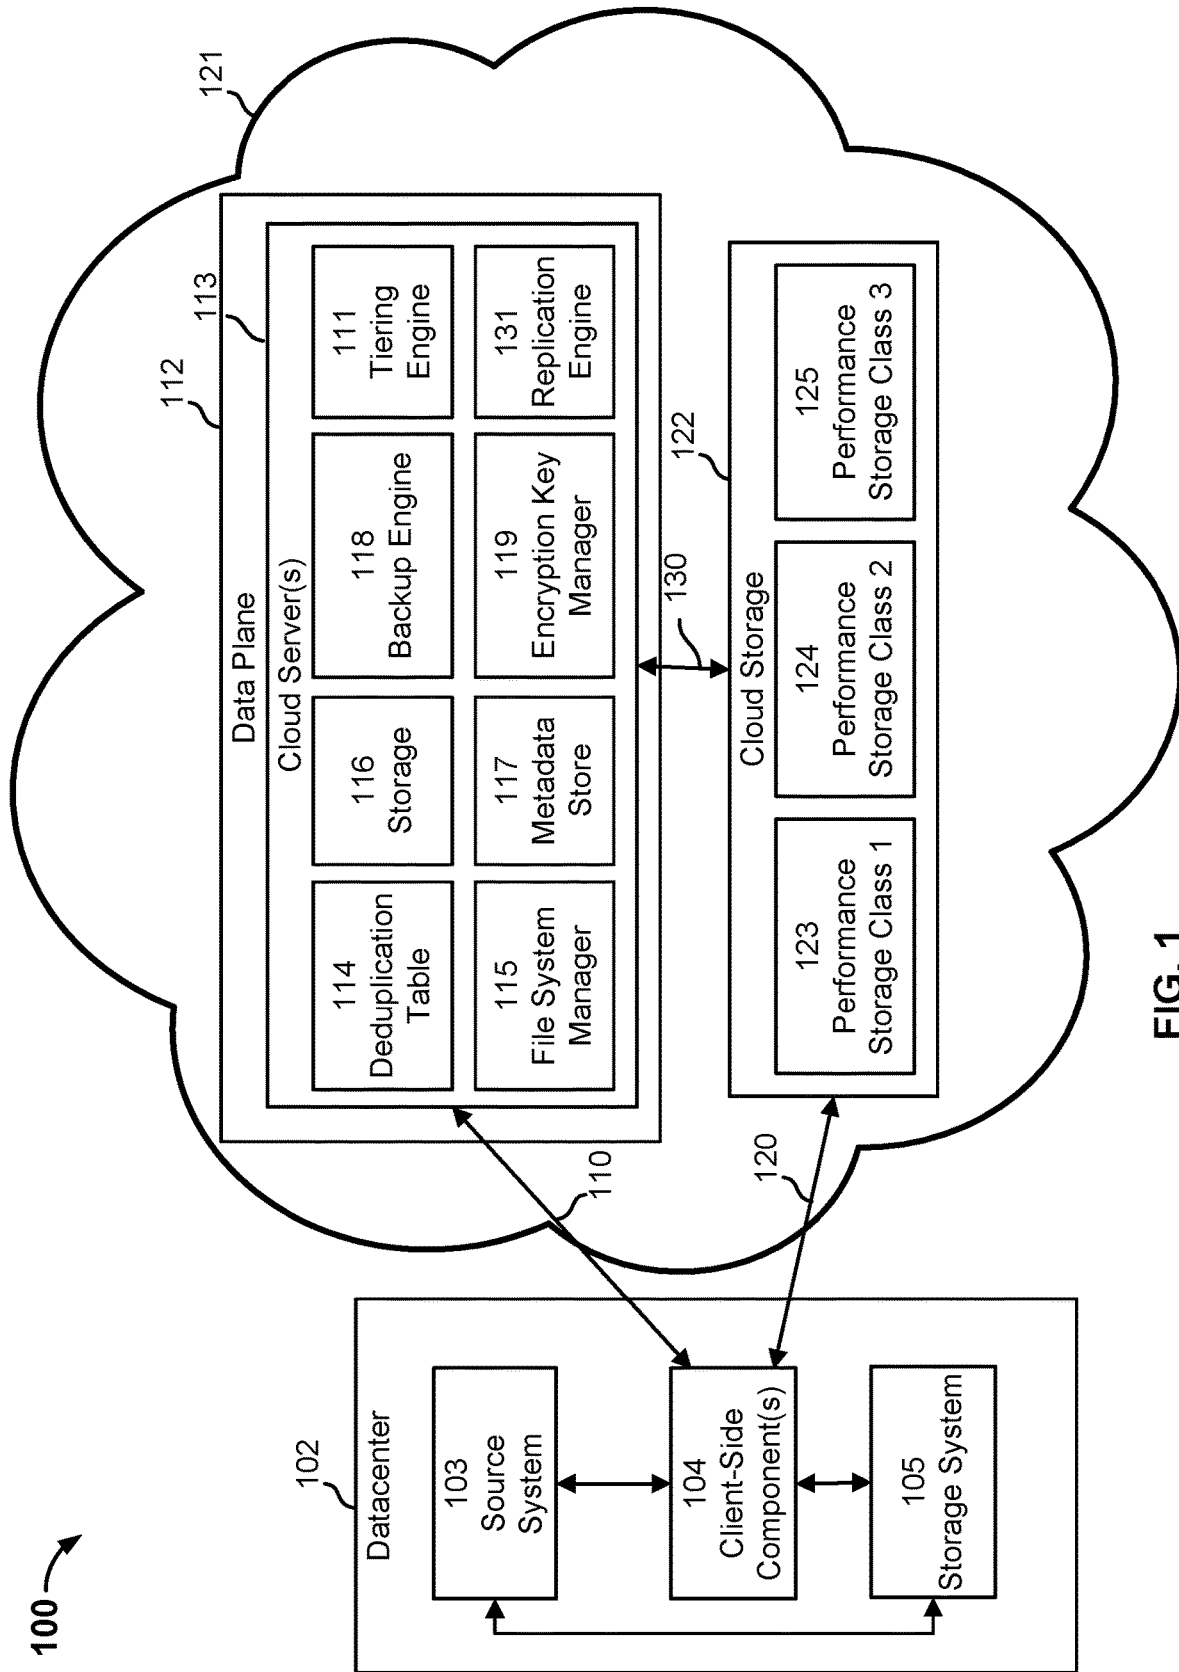 100
102
Datacenter
103
Source
System
104
Client-Side
Component(s)
105
Storage System
110
120
121
112
113
Data Plane
Cloud Server(s)
114
Deduplication
Table
116
Storage
118
Backup Engine
111
Tiering
Engine
115
File System
Manager
117
Metadata
Store
119
Encryption Key
Manager
131
Replication
Engine
130
122
Cloud Storage
123
Performance
Storage Class 1
124
Performance
Storage Class 2
125
Performance
Storage Class 3
FIG. 1